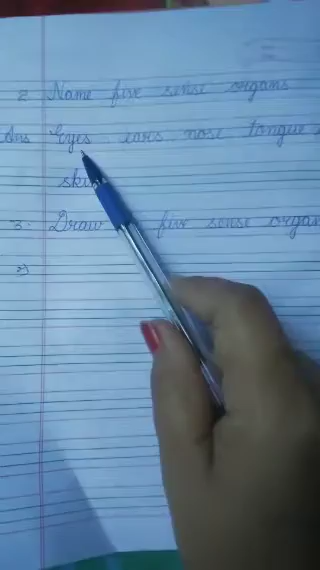 2 Name five sense organs
Ans Eyes ears nose tongue
skin
3. Draw five sense organs
a)